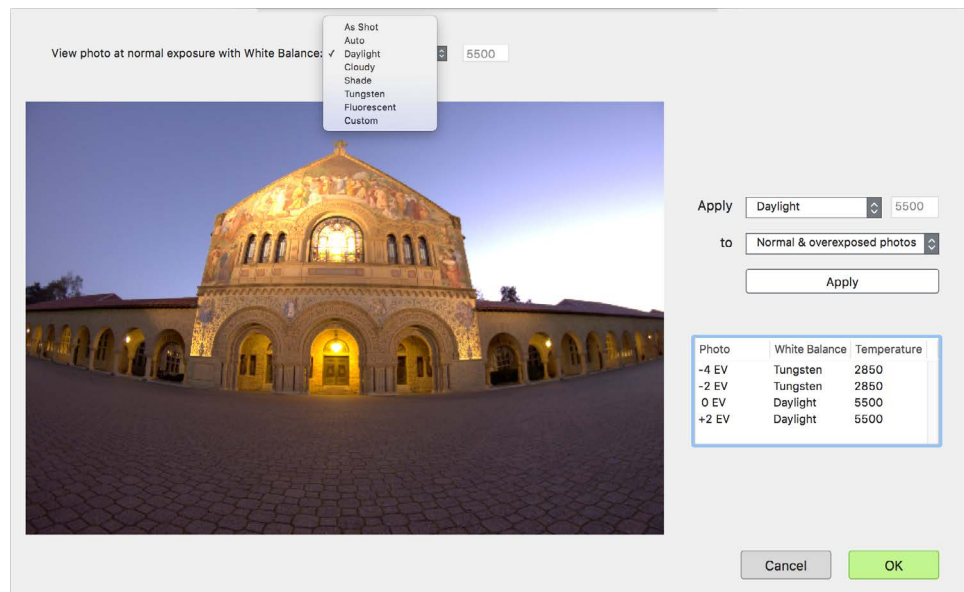 As Shot
Auto
View photo at normal exposure with White Balance: ✓ Daylight 5500
Cloudy
Shade
Tungsten
Fluorescent
Custom
Apply Daylight 5500
to Normal & overexposed photos
Apply
Photo White Balance Temperature
-4 EV Tungsten 2850
-2 EV Tungsten 2850
0 EV Daylight 5500
+2 EV Daylight 5500
Cancel OK